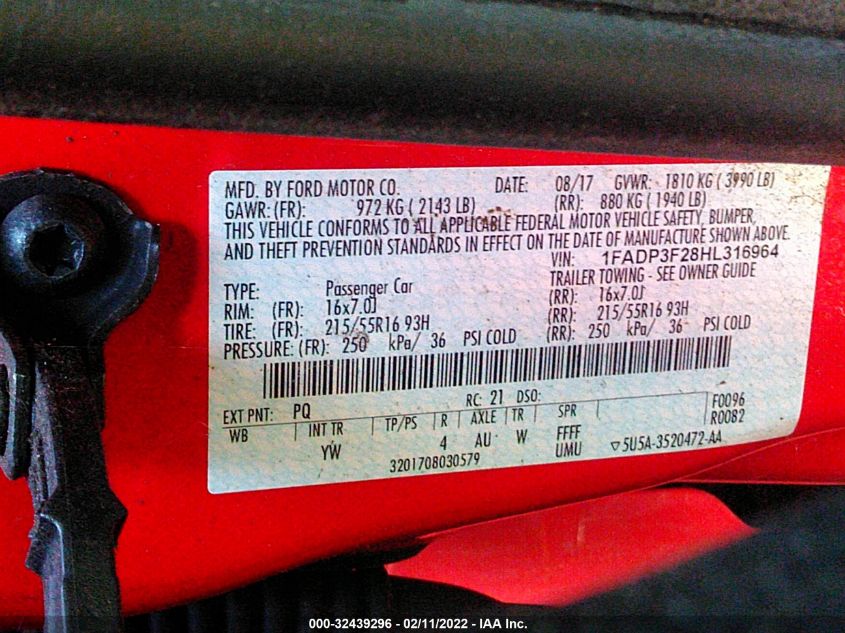 MFD. BY FORD MOTOR CO. DATE: 08/17 GVWR: 1810 KG ( 3990 LB)
GAWR: (FR): 972 KG ( 2143 LB) (RR): 880 KG ( 1940 LB)
THIS VEHICLE CONFORMS TO ALL APPLICABLE FEDERAL MOTOR VEHICLE SAFETY, BUMPER,
AND THEFT PREVENTION STANDARDS IN EFFECT ON THE DATE OF MANUFACTURE SHOWN ABOVE.
VIN: 1FADP3F28HL316964
TRAILER TOWING - SEE OWNER GUIDE
TYPE: Passenger Car
RIM: (FR): 16x7.0J (RR): 16x7.0J
TIRE: (FR): 215/55R16 93H (RR): 215/55R16 93H
PRESSURE: (FR): 250 kPa/ 36 PSI COLD (RR): 250 kPa/ 36 PSI COLD
EXT PNT: PQ RC: 21 DSO: F0096
WB INT TR TP/PS R AXLE TR SPR R0082
YW 4 AU W FFFF
UMU ▽5U5A-3520472-AA
3201708030579
000-32439296 - 02/11/2022 - IAA Inc.